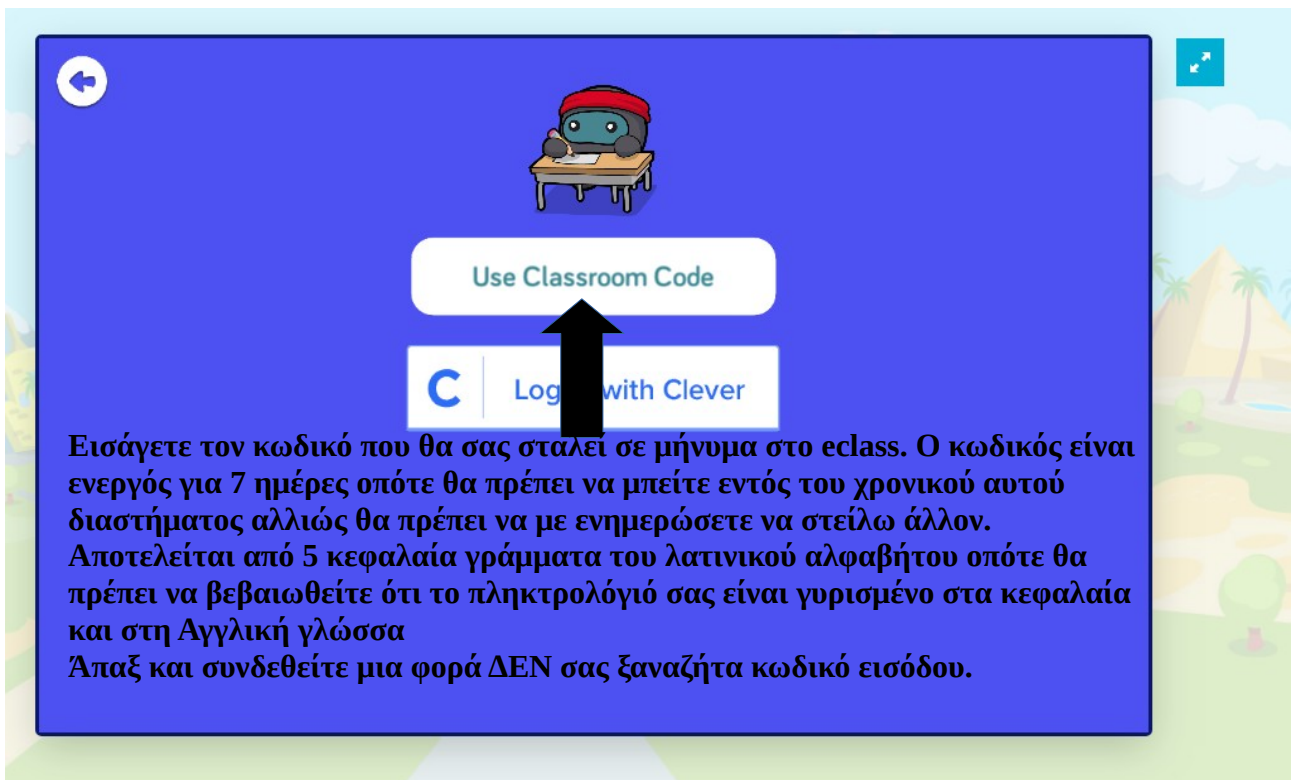 Use Classroom Code
C Log with Clever
Εισάγετε τον κωδικό που θα σας σταλεί σε μήνυμα στο eclass. Ο κωδικός είναι
ενεργός για 7 ημέρες οπότε θα πρέπει να μπείτε εντός του χρονικού αυτού
διαστήματος αλλιώς θα πρέπει να με ενημερώσετε να στείλω άλλον.
Αποτελείται από 5 κεφαλαία γράμματα του λατινικού αλφαβήτου οπότε θα
πρέπει να βεβαιωθείτε ότι το πληκτρολόγιό σας είναι γυρισμένο στα κεφαλαία
και στη Αγγλική γλώσσα
Άπαξ και συνδεθείτε μια φορά ΔΕΝ σας ξαναζήτα κωδικό εισόδου.